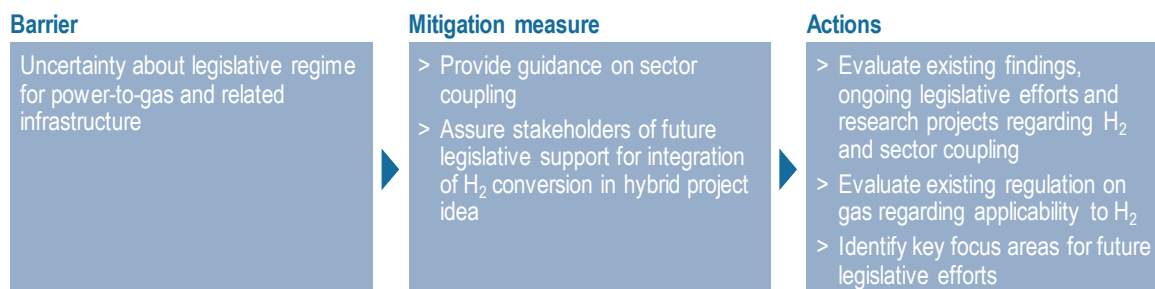 Barrier
Uncertainty about legislative regime
for power-to-gas and related
infrastructure
Mitigation measure
> Provide guidance on sector
coupling
> Assure stakeholders of future
legislative support for integration
of H₂ conversion in hybrid project
idea
Actions
> Evaluate existing findings,
ongoing legislative efforts and
research projects regarding H₂
and sector coupling
> Evaluate existing regulation on
gas regarding applicability to H₂
> Identify key focus areas for future
legislative efforts